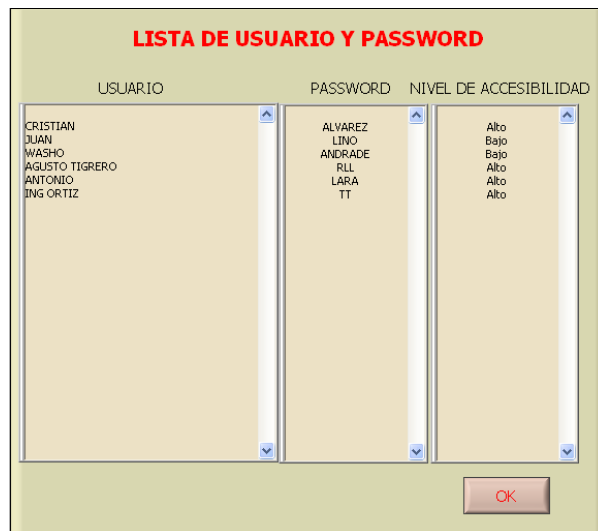 LISTA DE USUARIO Y PASSWORD
USUARIO PASSWORD NIVEL DE ACCESIBILIDAD
CRISTIAN ALVAREZ Alto
JUAN LINO Bajo
WASHO ANDRADE Bajo
AGUSTO TIGRERO RLL Alto
ANTONIO LARA Alto
ING ORTIZ TT Alto
OK